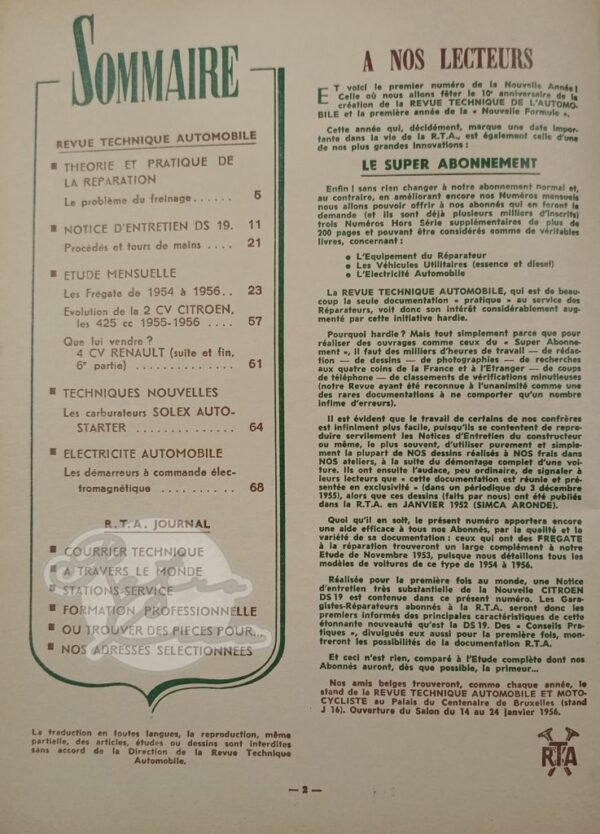 SOMMAIRE
REVUE TECHNIQUE AUTOMOBILE
■ THEORIE ET PRATIQUE DE
LA REPARATION
Le problème du freinage...... 5
■ NOTICE D'ENTRETIEN DS 19. 11
Procédés et tours de mains .... 21
■ ETUDE MENSUELLE
Les Frégate de 1954 à 1956.. 23
Evolution de la 2 CV CITROEN,
les 425 cc 1955-1956 .... 57
Que lui vendre ?
4 CV RENAULT (suite et fin,
6e partie) ............. 61
■ TECHNIQUES NOUVELLES
Les carburateurs SOLEX AUTO-
STARTER .............. 64
■ ELECTRICITE AUTOMOBILE
Les démarreurs à commande élec-
tromagnétique .......... 68
R.T.A. JOURNAL
■ COURRIER TECHNIQUE
■ A TRAVERS LE MONDE
■ STATIONS-SERVICE
■ FORMATION PROFESSIONNELLE
■ OU TROUVER DES PIECES POUR...
■ NOS ADRESSES SELECTIONNEES
La traduction en toutes langues, la reproduction, même
partielle, des articles, études ou dessins sont interdites
sans accord de la Direction de la Revue Technique
Automobile.
A NOS LECTEURS
ET voici le premier numéro de la Nouvelle Année !
Celle où nous allons fêter le 10e anniversaire de la
création de la REVUE TECHNIQUE DE L'AUTOMO-
BILE et la première année de la « Nouvelle Formule ».
Cette année qui, décidément, marque une date impor-
tante dans la vie de la R.T.A., est également celle d'une
de nos plus grandes innovations :
LE SUPER ABONNEMENT
Enfin ! sans rien changer à notre abonnement normal et,
au contraire, en améliorant encore nos Numéros mensuels
nous allons pouvoir offrir à nos abonnés qui en feront la
demande (et ils sont déjà plusieurs milliers d'inscrits)
trois Numéros Hors Série supplémentaires de plus de
200 pages et pouvant être considérés comme de véritables
livres, concernant :
● L'Equipement du Réparateur
● Les Véhicules Utilitaires (essence et diesel)
● L'Electricité Automobile
La REVUE TECHNIQUE AUTOMOBILE, qui est de beau-
coup la seule documentation « pratique » au service des
Réparateurs, voit donc son intérêt considérablement aug-
menté par cette initiative hardie.
Pourquoi hardie ? Mais tout simplement parce que pour
réaliser des ouvrages comme ceux du « Super Abonne-
ment », il faut des milliers d'heures de travail — de rédac-
tion — de dessins — de photographies — de recherches
aux quatre coins de la France et à l'Etranger — de coups
de téléphone — de classements de vérifications minutieuses
(notre Revue ayant été reconnue à l'unanimité comme une
des rares documentations à ne comporter qu'un nombre
infime d'erreurs).
Il est évident que le travail de certains de nos confrères
est infiniment plus facile, puisqu'ils se contentent de repro-
duire servilement les Notices d'Entretien du constructeur
ou même, le plus souvent, d'utiliser purement et simple-
ment la plupart de NOS dessins réalisés à NOS frais dans
NOS ateliers, à la suite du démontage complet d'une voi-
ture. Ils ont ensuite l'audace, peu ordinaire, de signaler à
leurs lecteurs que « cette documentation est réunie et pré-
sentée en exclusivité » (dans un périodique du 3 décembre
1955), alors que ces dessins (faits par nous) ont été publiés
dans la R.T.A. en JANVIER 1952 (SIMCA ARONDE).
Quoi qu'il en soit, le présent numéro apportera encore
une aide efficace à tous nos Abonnés, par la qualité et la
variété de sa documentation : ceux qui ont des FREGATE
à la réparation trouveront un large complément à notre
Etude de Novembre 1953, puisque nous détaillons tous les
modèles de voitures de ce type de 1954 à 1956.
Réalisée pour la première fois au monde, une Notice
d'entretien très substantielle de la Nouvelle CITROEN
DS 19 est contenue dans ce présent numéro. Les Gara-
gistes-Réparateurs abonnés à la R.T.A. seront donc les
premiers informés des principales caractéristiques de cette
étonnante nouveauté qu'est la DS 19. Des « Conseils Pra-
tiques », divulgués eux aussi pour la première fois, mon-
treront les possibilités de la documentation R.T.A.
Et ceci n'est rien, comparé à l'Etude complète dont nos
Abonnés auront, dès que possible, la primeur...
Nos amis belges trouveront, comme chaque année, le
stand de la REVUE TECHNIQUE AUTOMOBILE ET MOTO-
CYCLISTE au Palais du Centenaire de Bruxelles (stand
J 16). Ouverture du Salon du 14 au 24 janvier 1956.
RTA
— 2 —